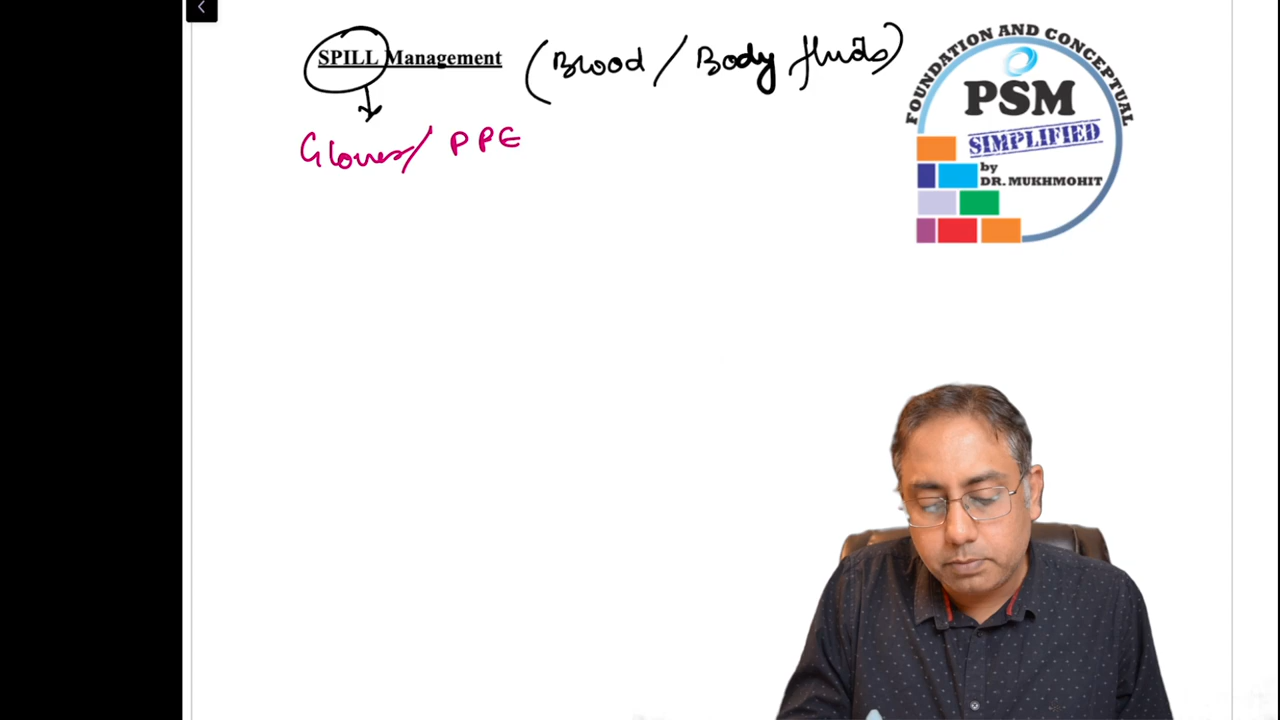 SPILL Management (Blood / Body fluids)
Gloves / PPE
FOUNDATION AND CONCEPTUAL
PSM
SIMPLIFIED
by
DR. MUKHMOHIT